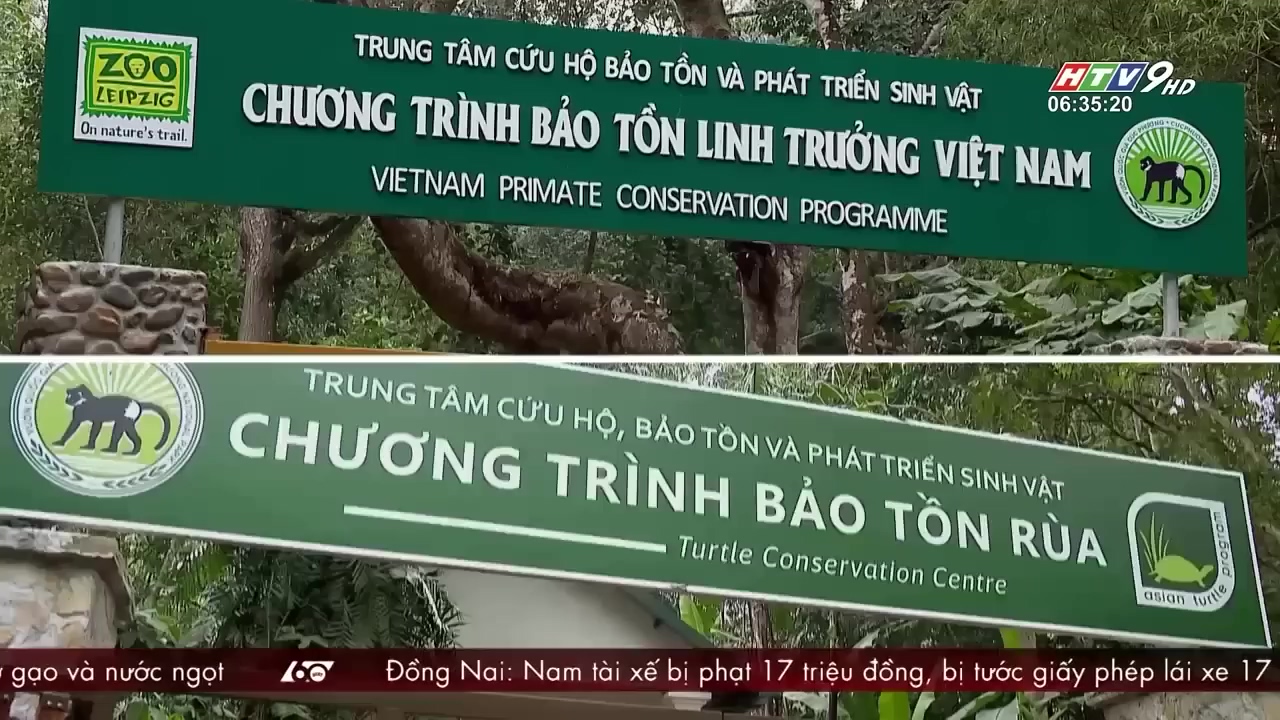 ZOO
LEIPZIG
On nature's trail.
TRUNG TÂM CỨU HỘ BẢO TỒN VÀ PHÁT TRIỂN SINH VẬT
CHƯƠNG TRÌNH BẢO TỒN LINH TRƯỞNG VIỆT NAM
VIETNAM PRIMATE CONSERVATION PROGRAMME
HTV9 HD
06:35:20
TRUNG TÂM CỨU HỘ, BẢO TỒN VÀ PHÁT TRIỂN SINH VẬT
CHƯƠNG TRÌNH BẢO TỒN RÙA
Turtle Conservation Centre
asian turtle program
gạo và nước ngọt
Đồng Nai: Nam tài xế bị phạt 17 triệu đồng, bị tước giấy phép lái xe 17